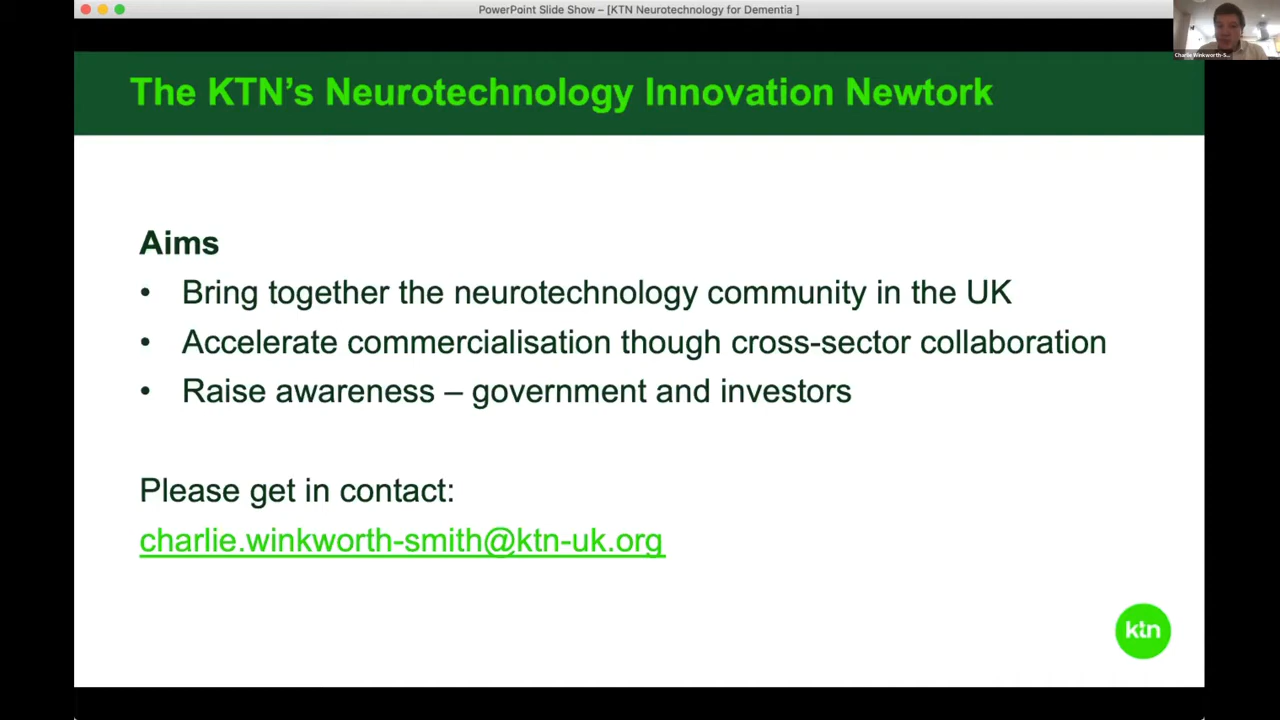 PowerPoint Slide Show – [KTN Neurotechnology for Dementia ]
Charlie Winkworth-S...
The KTN’s Neurotechnology Innovation Newtork
Aims
• Bring together the neurotechnology community in the UK
• Accelerate commercialisation though cross-sector collaboration
• Raise awareness – government and investors
Please get in contact:
charlie.winkworth-smith@ktn-uk.org
ktn